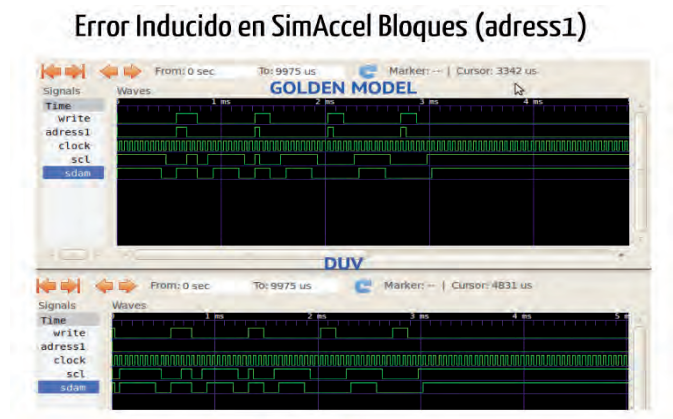 Error Inducido en SimAccel Bloques (adress1)
From: 0 sec To: 9975 us Marker: -- | Cursor: 3342 us
Signals Waves GOLDEN MODEL
Time 1 ms 2 ms 3 ms 4 ms
write
adress1
clock
scl
sdam
DUV
From: 0 sec To: 9975 us Marker: -- | Cursor: 4831 us
Signals Waves
Time 1 ms 2 ms 3 ms 4 ms 5 m
write
adress1
clock
scl
sdam